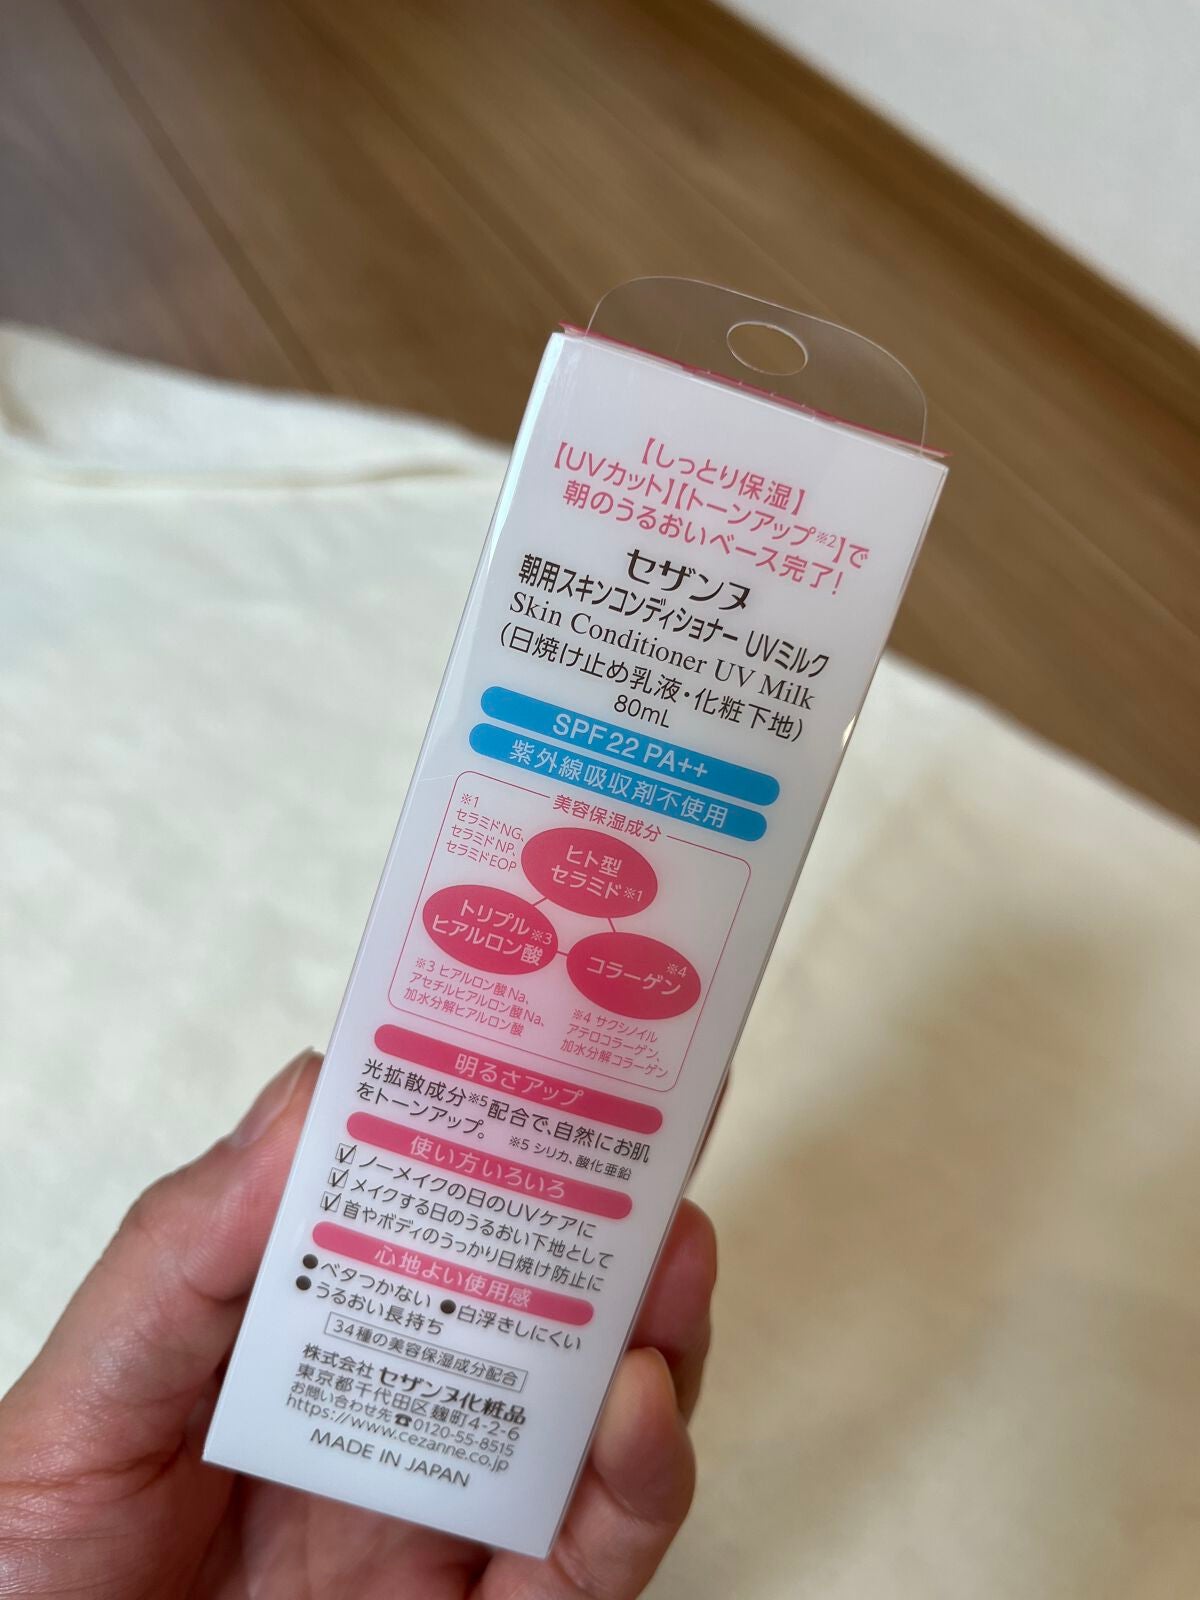 【しっとり保湿】
【UVカット】【トーンアップ※2】で
朝のうるおいベース完了!
セザンヌ
朝用スキンコンディショナー UVミルク
Skin Conditioner UV Milk
(日焼け止め乳液・化粧下地)
80mL
SPF22 PA++
紫外線吸収剤不使用
美容保湿成分
※1
セラミドNG、
セラミドNP、
セラミドEOP
ヒト型
セラミド※1
トリプル
ヒアルロン酸※3
コラーゲン※4
※3 ヒアルロン酸Na、
アセチルヒアルロン酸Na、
加水分解ヒアルロン酸
※4 サクシノイル
アテロコラーゲン、
加水分解コラーゲン
明るさアップ
光拡散成分※5配合で、自然にお肌
をトーンアップ。 ※5 シリカ、酸化亜鉛
使い方いろいろ
ノーメイクの日のUVケアに
メイクする日のうるおい下地として
首やボディのうっかり日焼け防止に
心地よい使用感
●ベタつかない ●白浮きしにくい
●うるおい長持ち
34種の美容保湿成分配合
株式会社 セザンヌ化粧品
東京都千代田区麹町4-2-6
お問い合わせ先☎0120-55-8515
https://www.cezanne.co.jp
MADE IN JAPAN